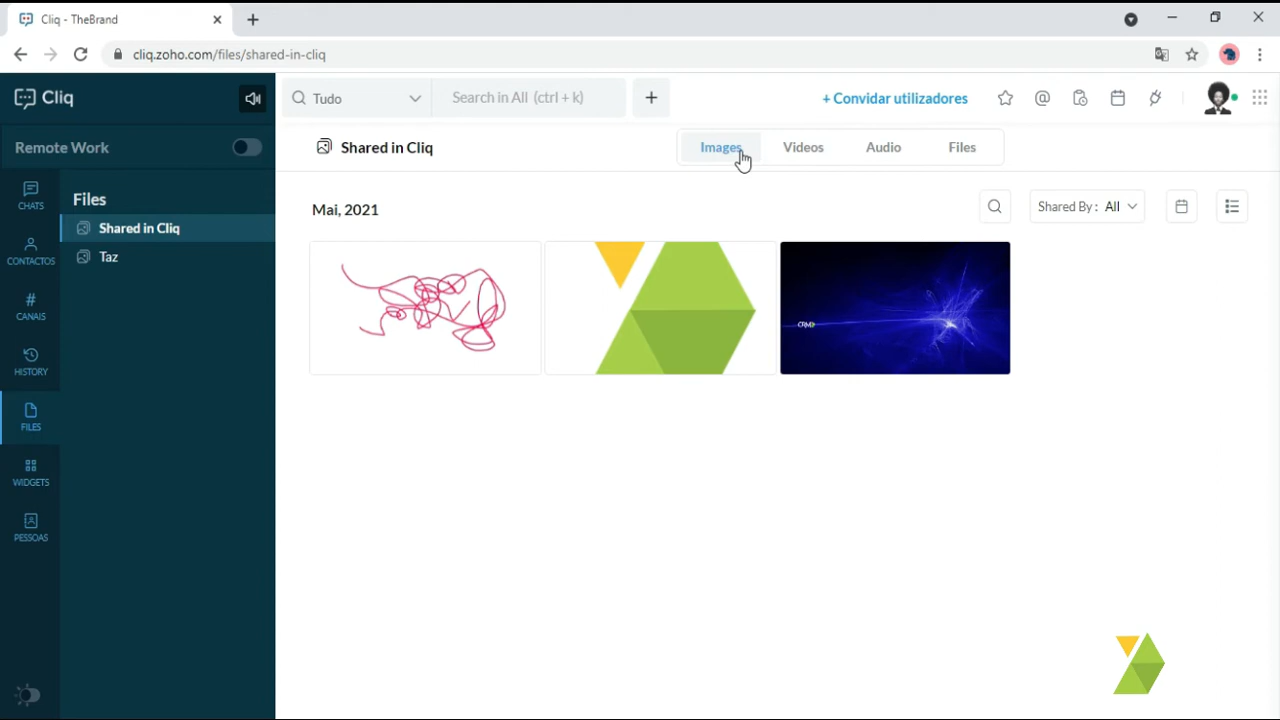 Cliq - TheBrand
cliq.zoho.com/files/shared-in-cliq
Cliq
Tudo
Search in All (ctrl + k)
+ Convidar utilizadores
Remote Work
Shared in Cliq
Images
Videos
Audio
Files
CHATS
CONTACTOS
CANAIS
HISTORY
FILES
WIDGETS
PESSOAS
Files
Shared in Cliq
Taz
Mai, 2021
Shared By : All
CRM